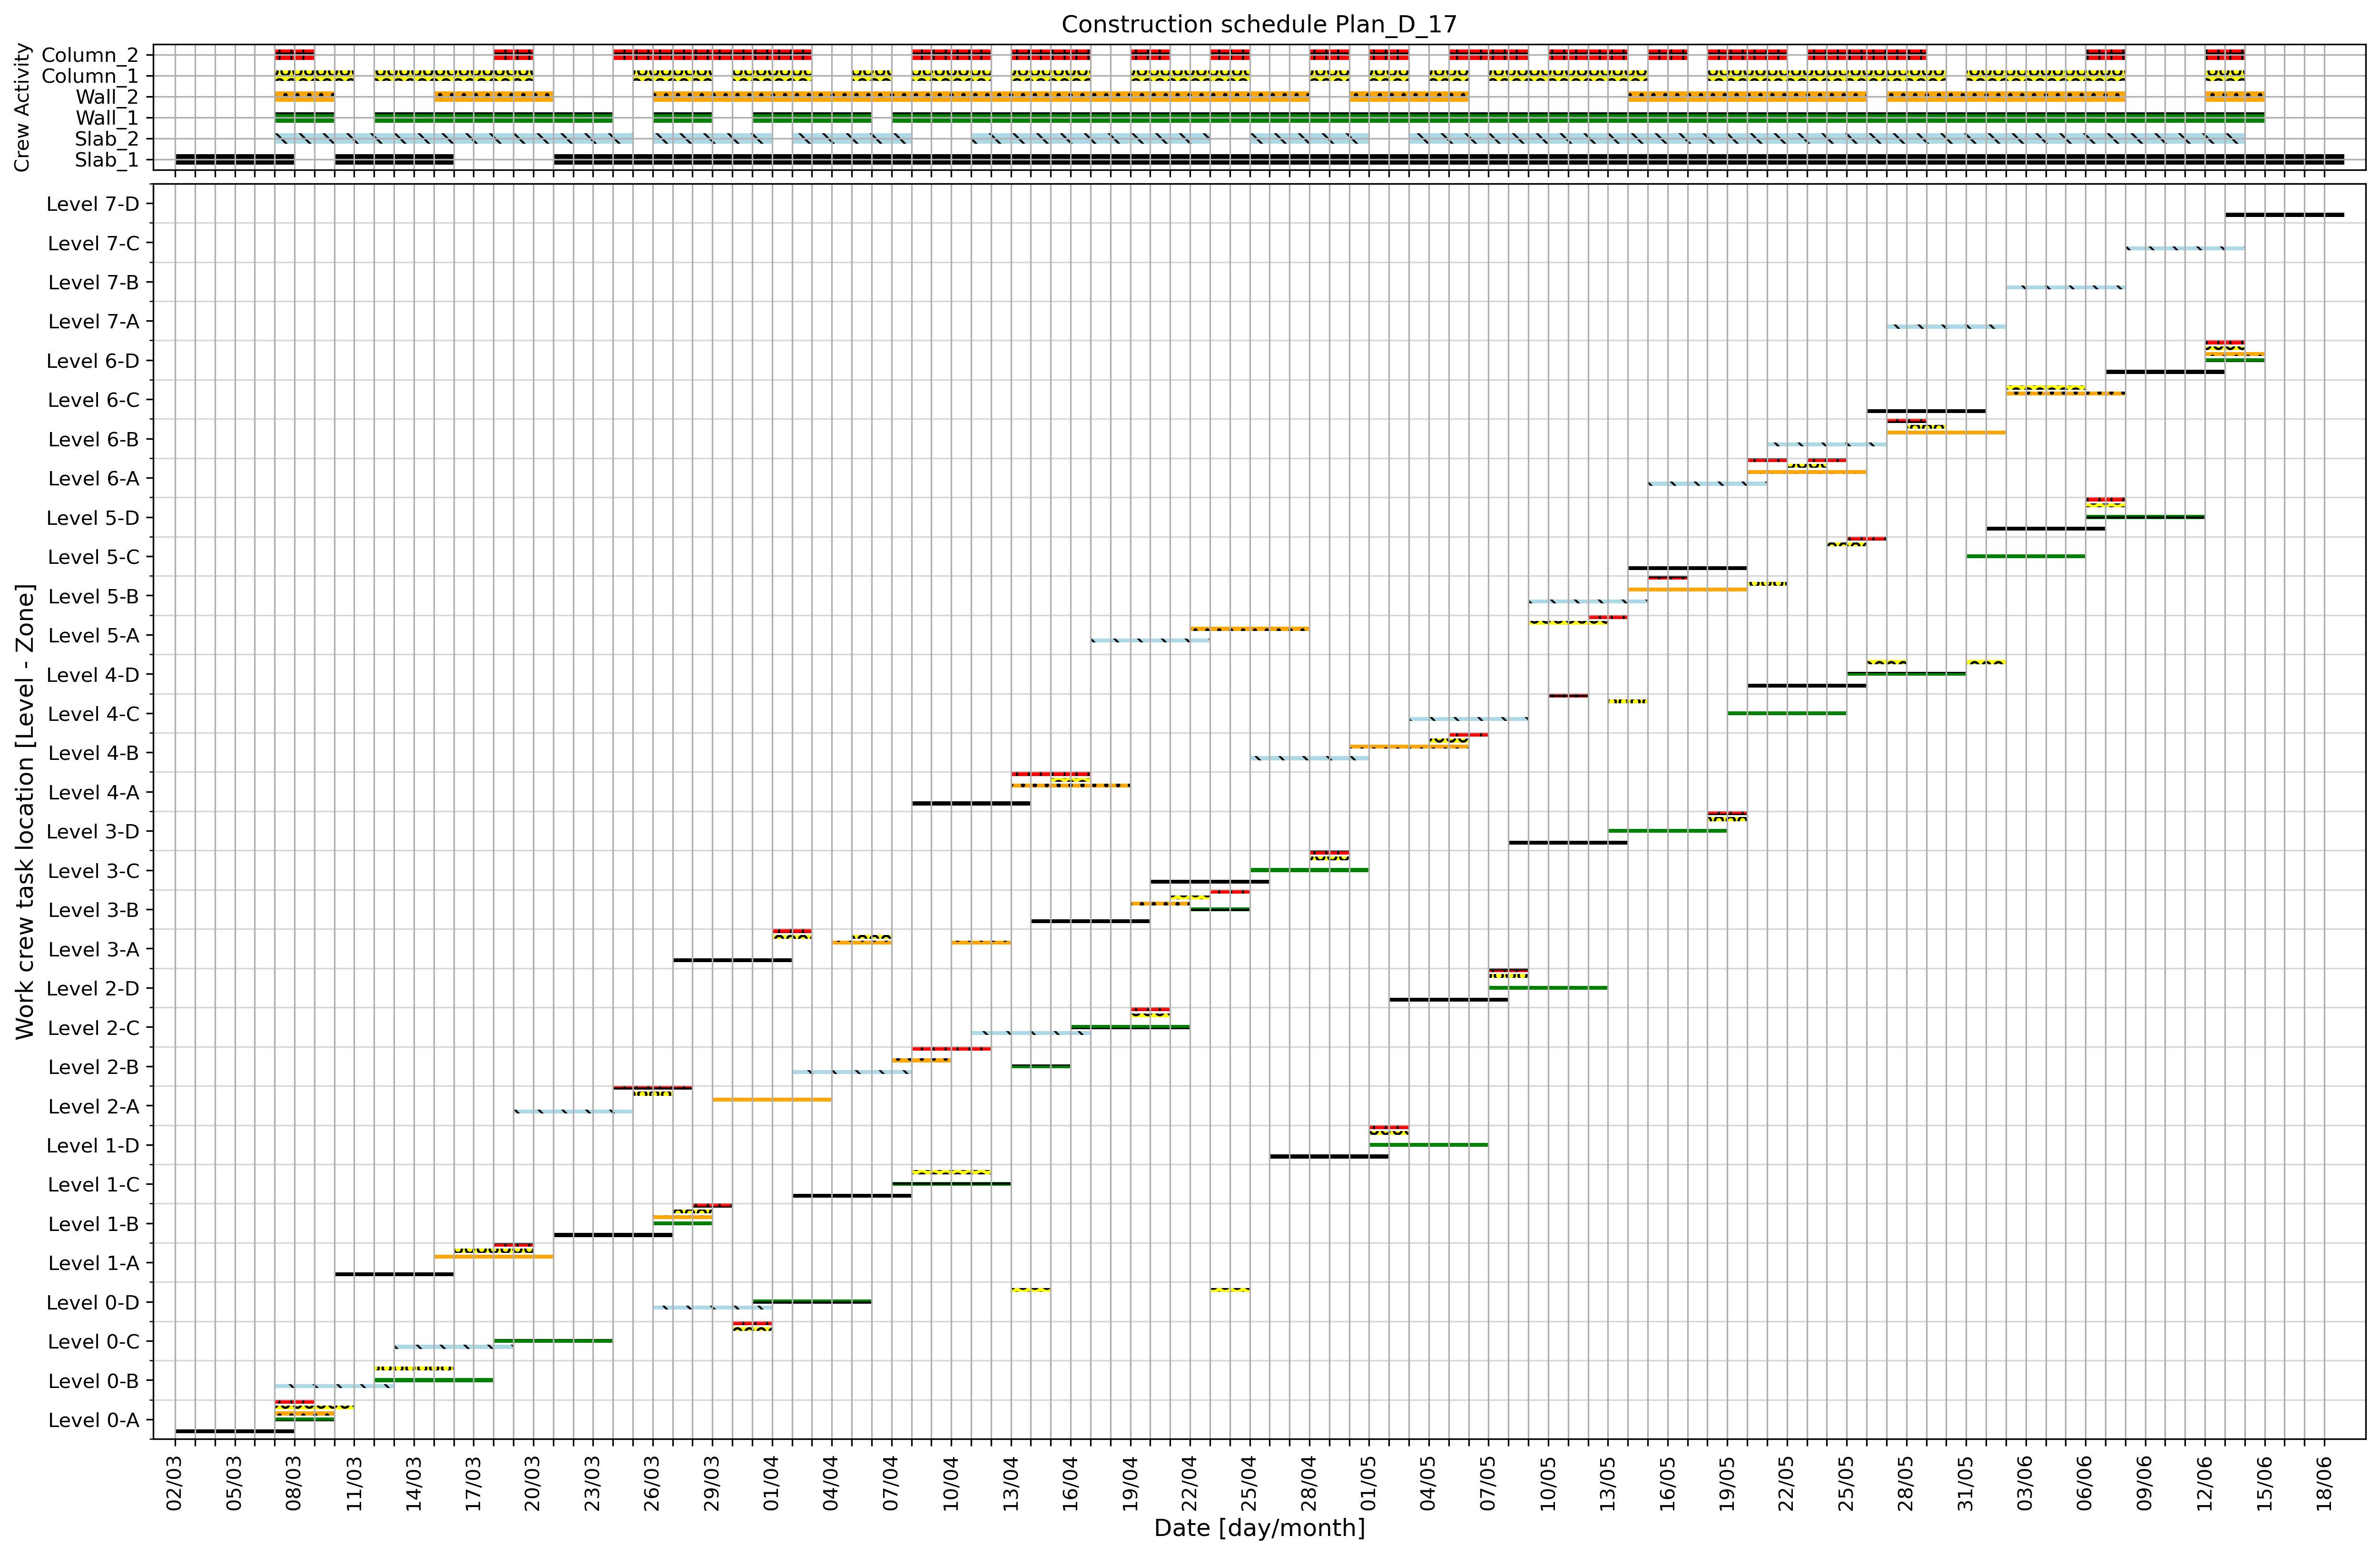 Construction schedule Plan_D_17
Crew Activity
Column_2
Column_1
Wall_2
Wall_1
Slab_2
Slab_1
Work crew task location [Level - Zone]
Level 7-D
Level 7-C
Level 7-B
Level 7-A
Level 6-D
Level 6-C
Level 6-B
Level 6-A
Level 5-D
Level 5-C
Level 5-B
Level 5-A
Level 4-D
Level 4-C
Level 4-B
Level 4-A
Level 3-D
Level 3-C
Level 3-B
Level 3-A
Level 2-D
Level 2-C
Level 2-B
Level 2-A
Level 1-D
Level 1-C
Level 1-B
Level 1-A
Level 0-D
Level 0-C
Level 0-B
Level 0-A
02/03
05/03
08/03
11/03
14/03
17/03
20/03
23/03
26/03
29/03
01/04
04/04
07/04
10/04
13/04
16/04
19/04
22/04
25/04
28/04
01/05
04/05
07/05
10/05
13/05
16/05
19/05
22/05
25/05
28/05
31/05
03/06
06/06
09/06
12/06
15/06
18/06
Date [day/month]